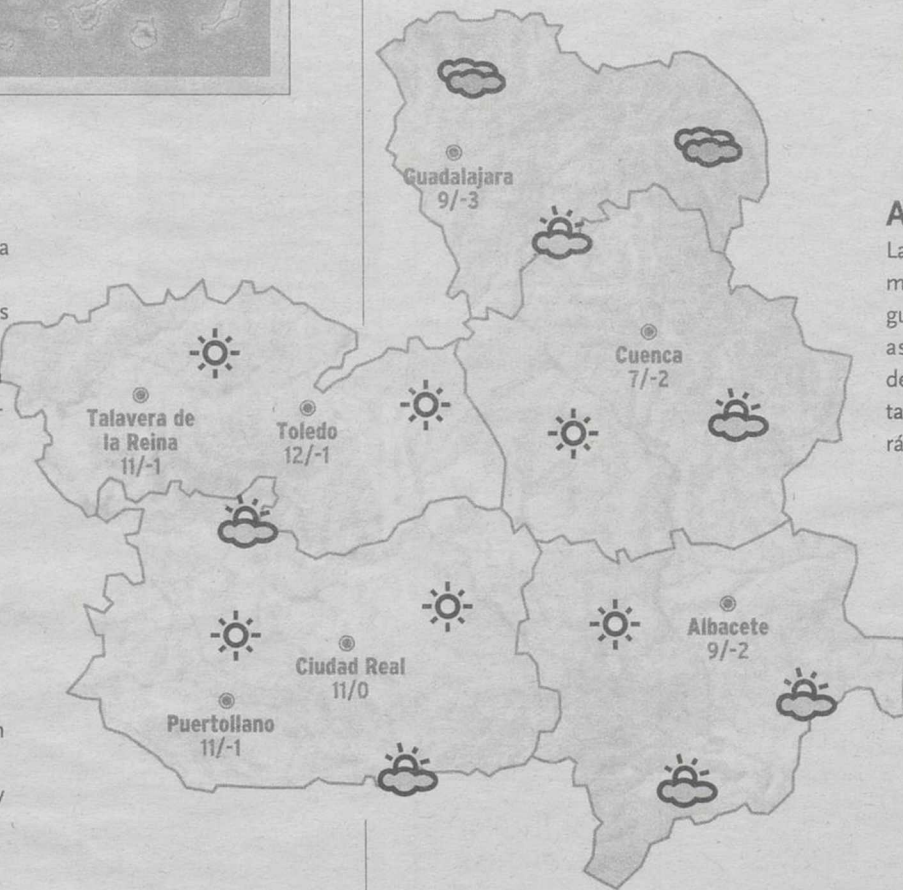 Guadalajara
9/-3
Cuenca
7/-2
Talavera de
la Reina
11/-1
Toledo
12/-1
Ciudad Real
11/0
Puertollano
11/-1
Albacete
9/-2
a
s
n
y
A
La
m
gu
as
de
ta
rá